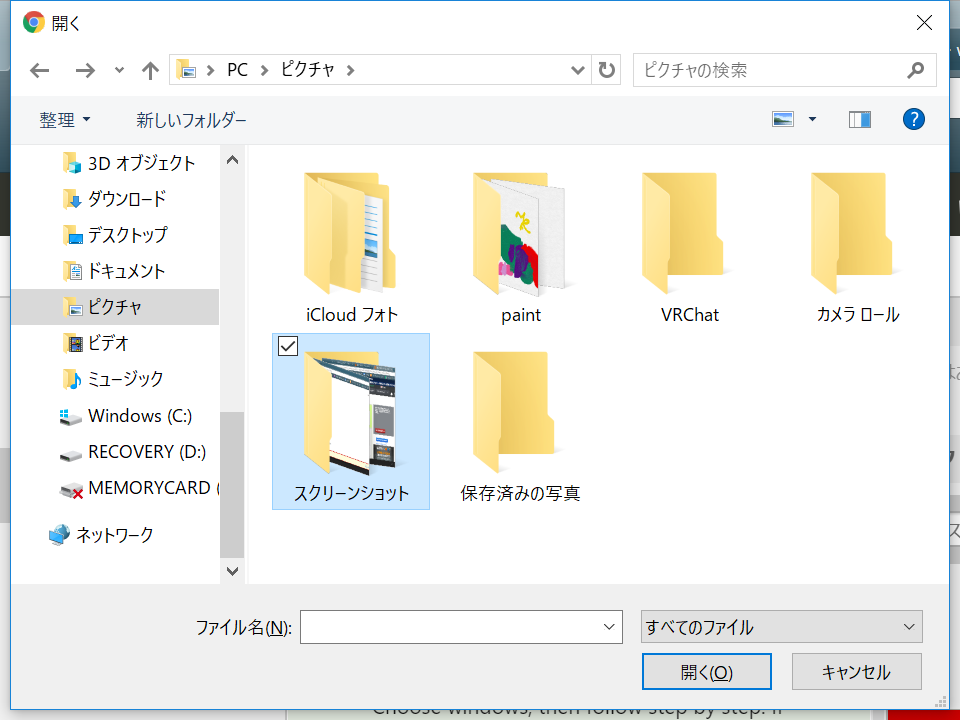 開く
PC ピクチャ
ピクチャの検索
整理 新しいフォルダー
?
3D オブジェクト
ダウンロード
デスクトップ
ドキュメント
ピクチャ
ビデオ
ミュージック
Windows (C:)
RECOVERY (D:)
MEMORYCARD (
ネットワーク
iCloud フォト
paint
VRChat
カメラ ロール
スクリーンショット
保存済みの写真
ファイル名(N):
すべてのファイル
開く(O)
キャンセル
Choose windows, then follow step by step. If